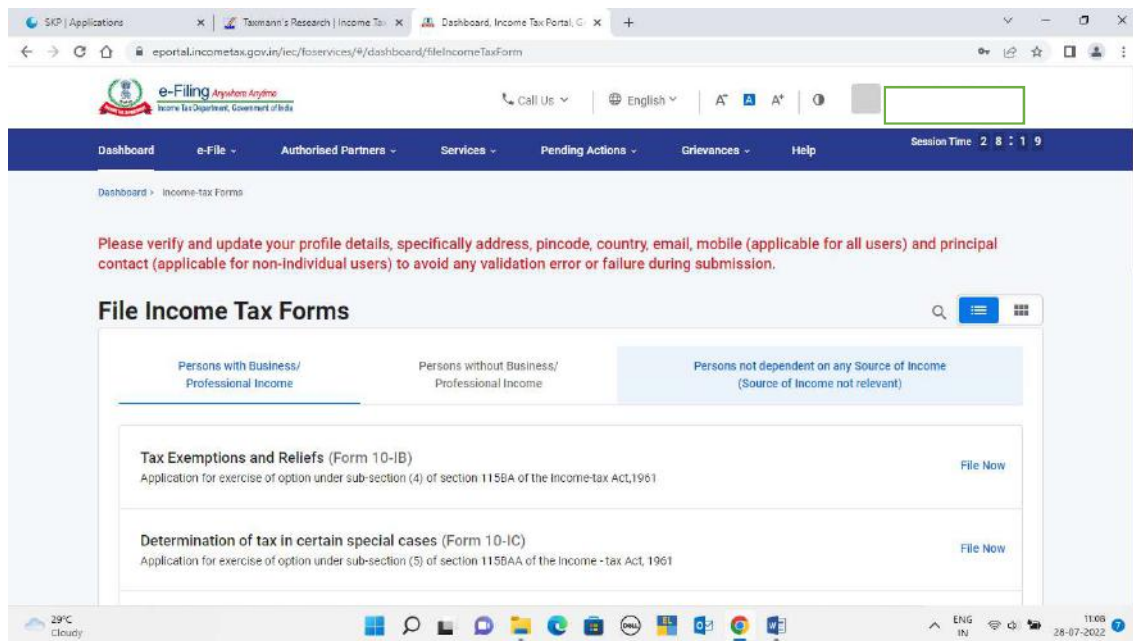 SKP | Applications
Taxmann's Research | Income Tax
Dashboard, Income Tax Portal, G
eportal.incometax.gov.in/iec/foservices/#/dashboard/fileIncomeTaxForm
e-Filing Anywhere Anytime
Income Tax Department, Government of India
Call Us
English
A- A A+
Dashboard e-File Authorised Partners Services Pending Actions Grievances Help Session Time 2 8 : 1 9
Dashboard > Income-tax Forms
Please verify and update your profile details, specifically address, pincode, country, email, mobile (applicable for all users) and principal
contact (applicable for non-individual users) to avoid any validation error or failure during submission.
File Income Tax Forms
Persons with Business/
Professional Income
Persons without Business/
Professional Income
Persons not dependent on any Source of Income
(Source of Income not relevant)
Tax Exemptions and Reliefs (Form 10-IB)
Application for exercise of option under sub-section (4) of section 115BA of the Income-tax Act,1961
File Now
Determination of tax in certain special cases (Form 10-IC)
Application for exercise of option under sub-section (5) of section 115BAA of the Income - tax Act, 1961
File Now
29°C
Cloudy
DELL
ENG
IN
11:08
28-07-2022
7